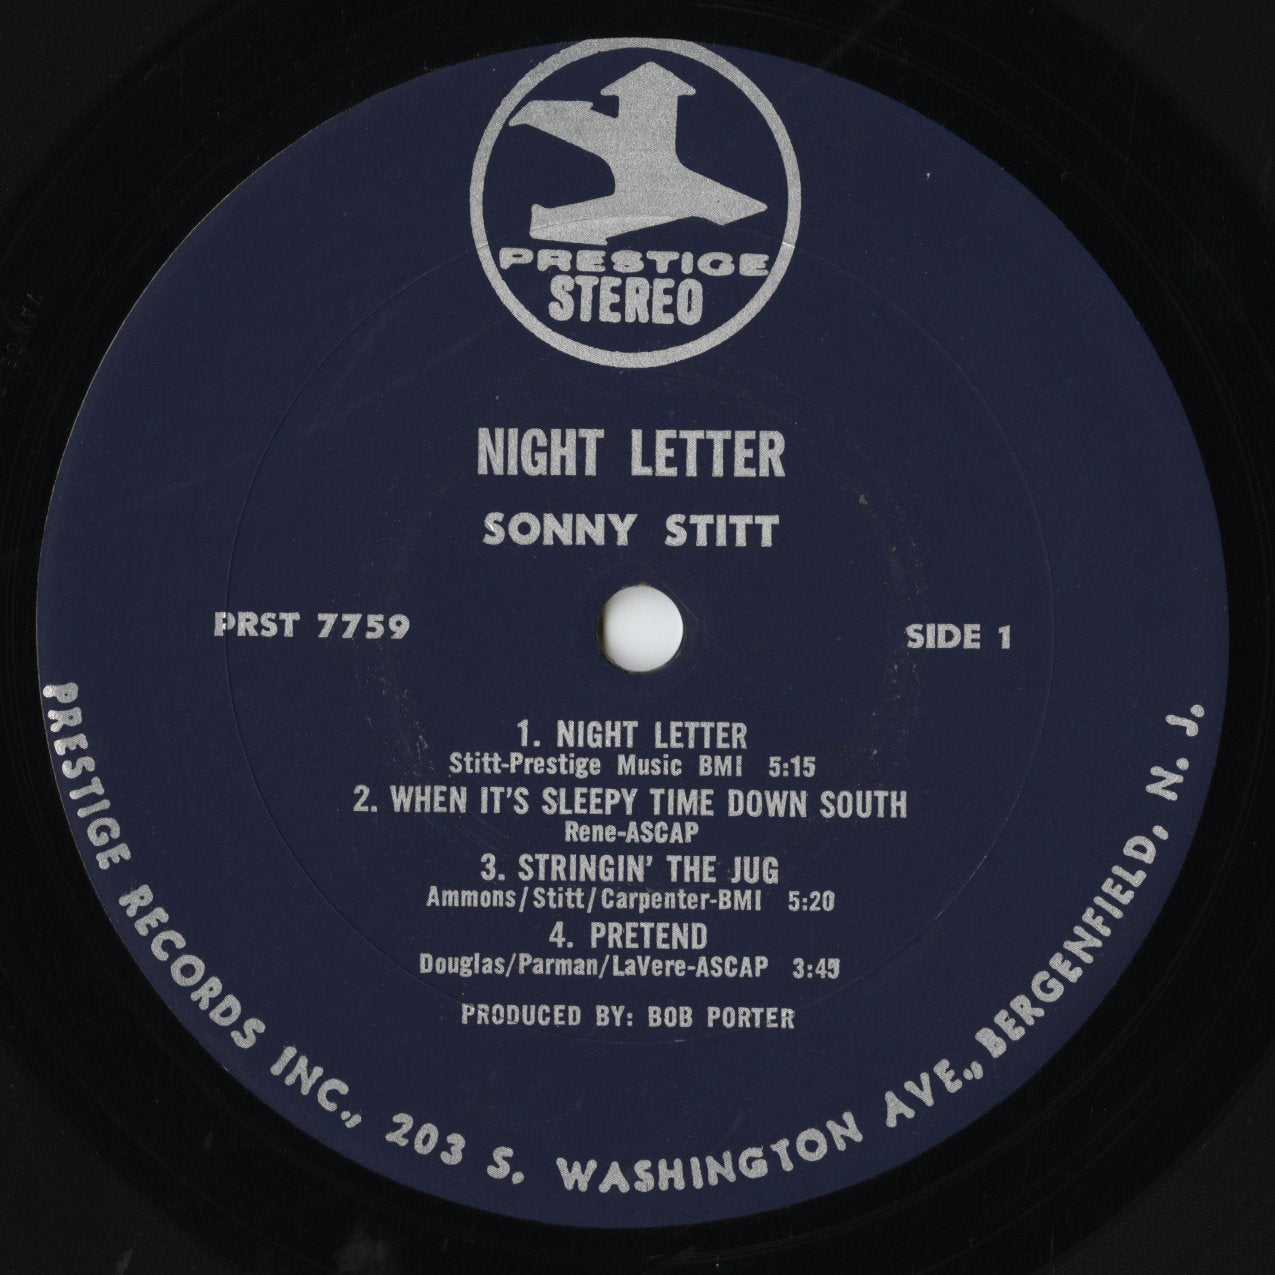 PRESTIGE
STEREO
NIGHT LETTER
SONNY STITT
PRST 7759
SIDE 1
1. NIGHT LETTER
Stitt-Prestige Music BMI 5:15
2. WHEN IT'S SLEEPY TIME DOWN SOUTH
Rene-ASCAP
3. STRINGIN' THE JUG
Ammons/Stitt/Carpenter-BMI 5:20
4. PRETEND
Douglas/Parman/LaVere-ASCAP 3:45
PRODUCED BY: BOB PORTER
PRESTIGE RECORDS INC., 203 S. WASHINGTON AVE., BERGENFIELD, N. J.